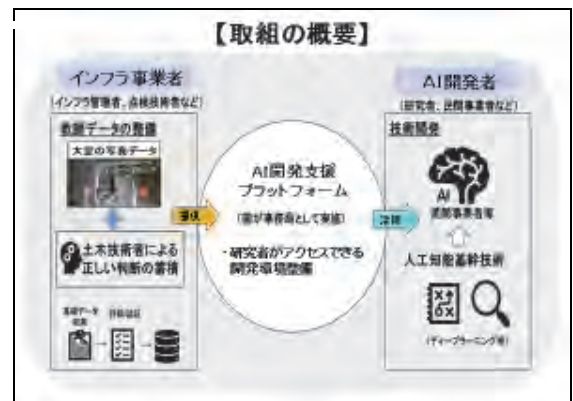 【取組の概要】
インフラ事業者
(インフラ管理者、点検技術者など)
教師データの整備
大量の写真データ
土木技術者による
正しい判断の蓄積
提供
AI開発支援
プラットフォーム
(国が事務局として実施)
・研究者がアクセスできる
開発環境整備
AI開発者
(研究者、民間事業者など)
技術開発
AI
民間事業者等
人工知能基幹技術
(ディープラーニング等)